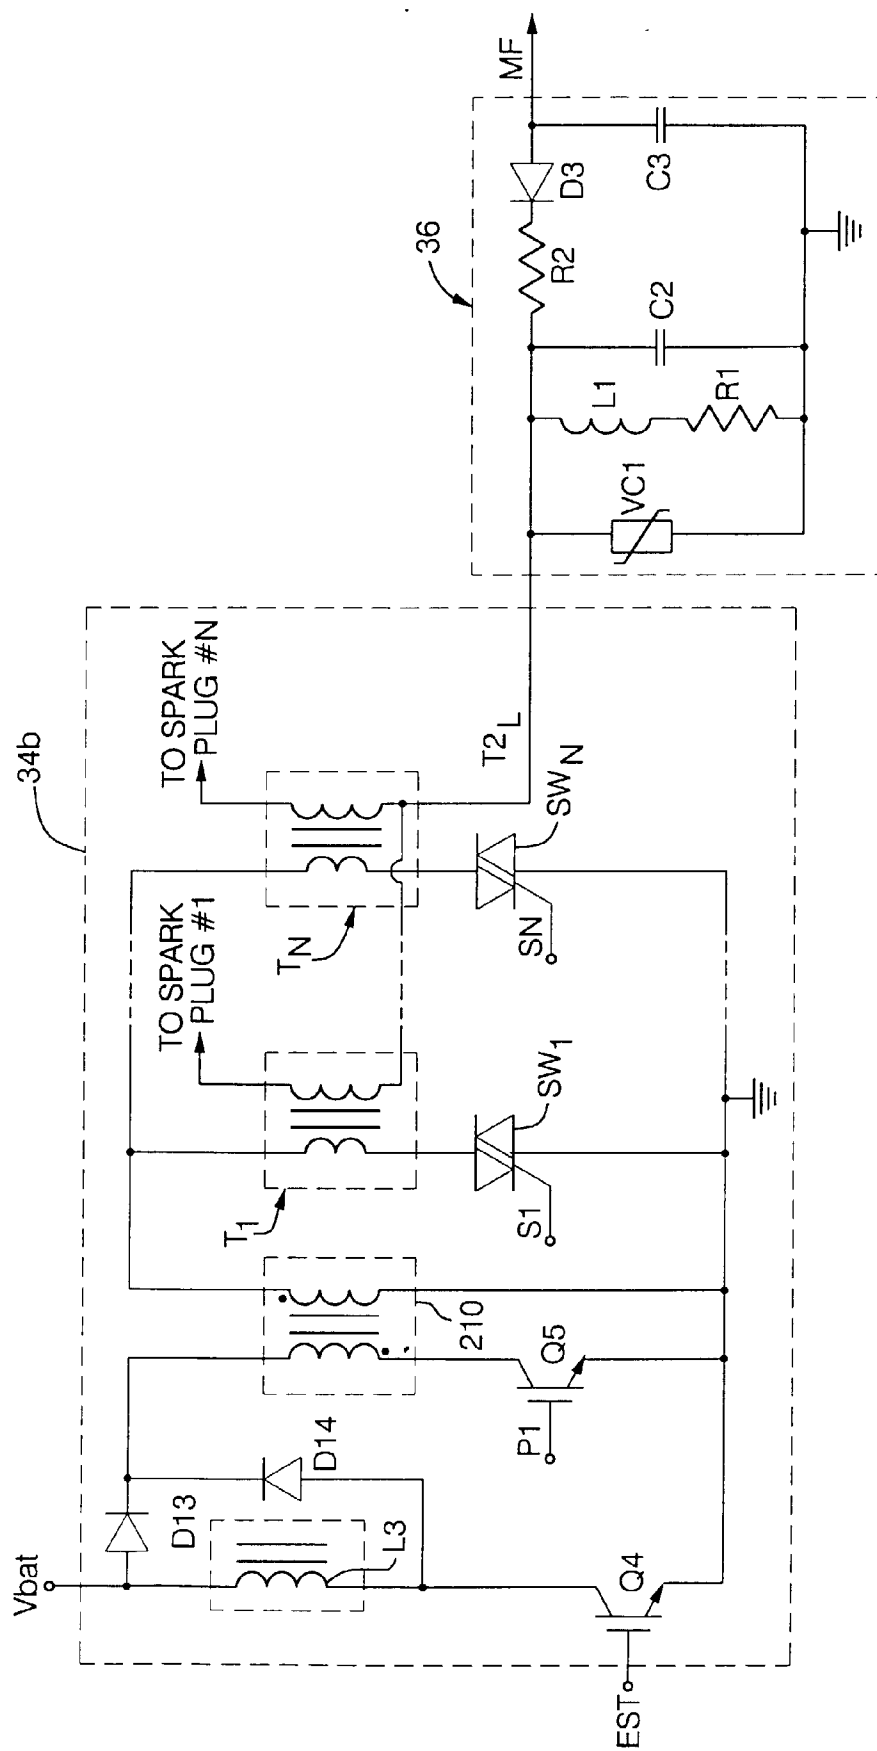 34b
36
Vbat
D13
D14
L3
EST
Q4
P1
Q5
210
T1
S1
SW1
TO SPARK
PLUG #1
TN
SN
SWN
TO SPARK
PLUG #N
T2L
VC1
L1
R1
C2
R2
D3
C3
MF